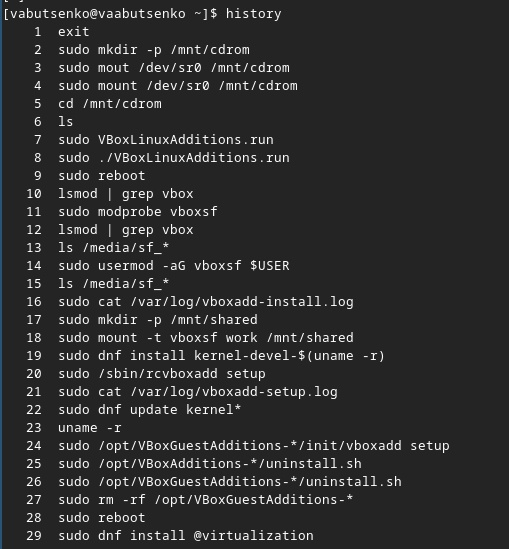 [vabutsenko@vaabutsenko ~]$ history
1 exit
2 sudo mkdir -p /mnt/cdrom
3 sudo mout /dev/sr0 /mnt/cdrom
4 sudo mount /dev/sr0 /mnt/cdrom
5 cd /mnt/cdrom
6 ls
7 sudo VBoxLinuxAdditions.run
8 sudo ./VBoxLinuxAdditions.run
9 sudo reboot
10 lsmod | grep vbox
11 sudo modprobe vboxsf
12 lsmod | grep vbox
13 ls /media/sf_*
14 sudo usermod -aG vboxsf $USER
15 ls /media/sf_*
16 sudo cat /var/log/vboxadd-install.log
17 sudo mkdir -p /mnt/shared
18 sudo mount -t vboxsf work /mnt/shared
19 sudo dnf install kernel-devel-$(uname -r)
20 sudo /sbin/rcvboxadd setup
21 sudo cat /var/log/vboxadd-setup.log
22 sudo dnf update kernel*
23 uname -r
24 sudo /opt/VBoxGuestAdditions-*/init/vboxadd setup
25 sudo /opt/VBoxAdditions-*/uninstall.sh
26 sudo /opt/VBoxGuestAdditions-*/uninstall.sh
27 sudo rm -rf /opt/VBoxGuestAdditions-*
28 sudo reboot
29 sudo dnf install @virtualization